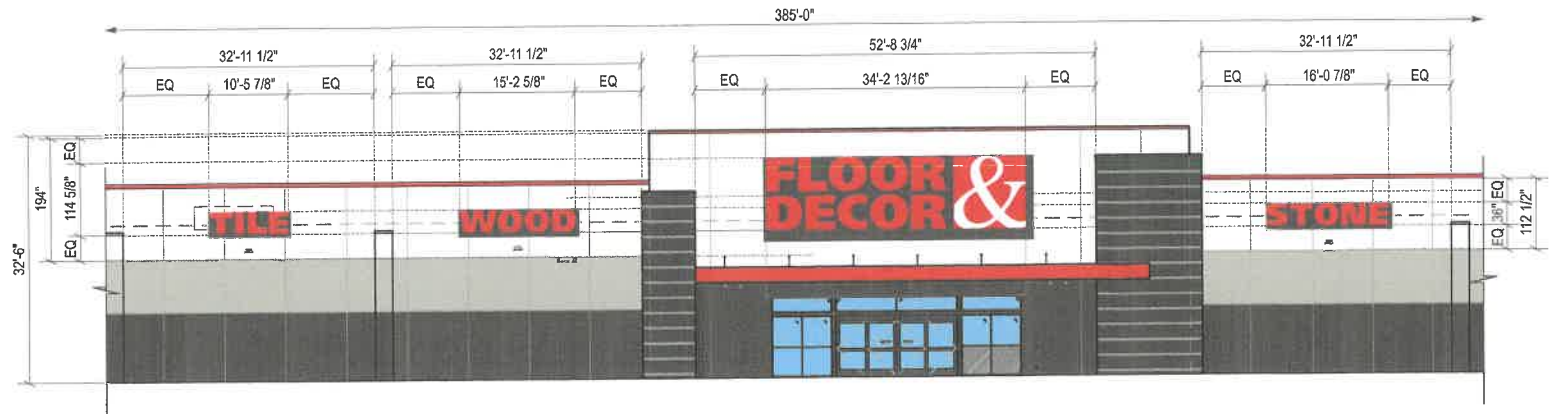 385'-0"
32'-11 1/2"
32'-11 1/2"
52'-8 3/4"
32'-11 1/2"
EQ
10'-5 7/8"
EQ
EQ
15'-2 5/8"
EQ
EQ
34'-2 13/16"
EQ
EQ
16'-0 7/8"
EQ
32'-6"
194"
EQ
114 5/8"
EQ
TILE
WOOD
FLOOR
DECOR
&
STONE
EQ
36"
EQ
112 1/2"